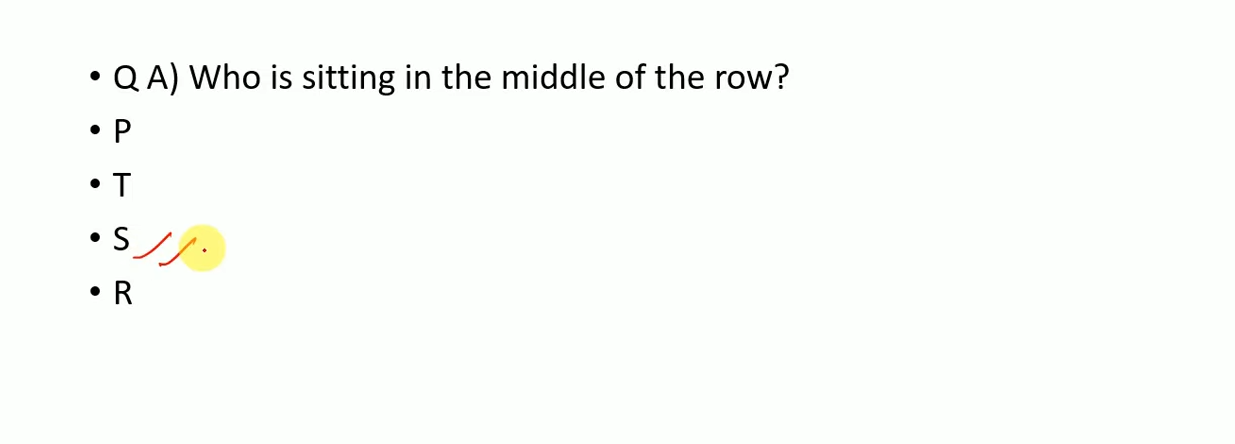 • Q A) Who is sitting in the middle of the row?
• P
• T
• S
• R